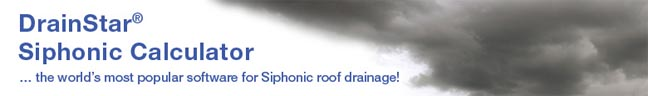 DrainStar®
Siphonic Calculator
... the world's most popular software for Siphonic roof drainage!